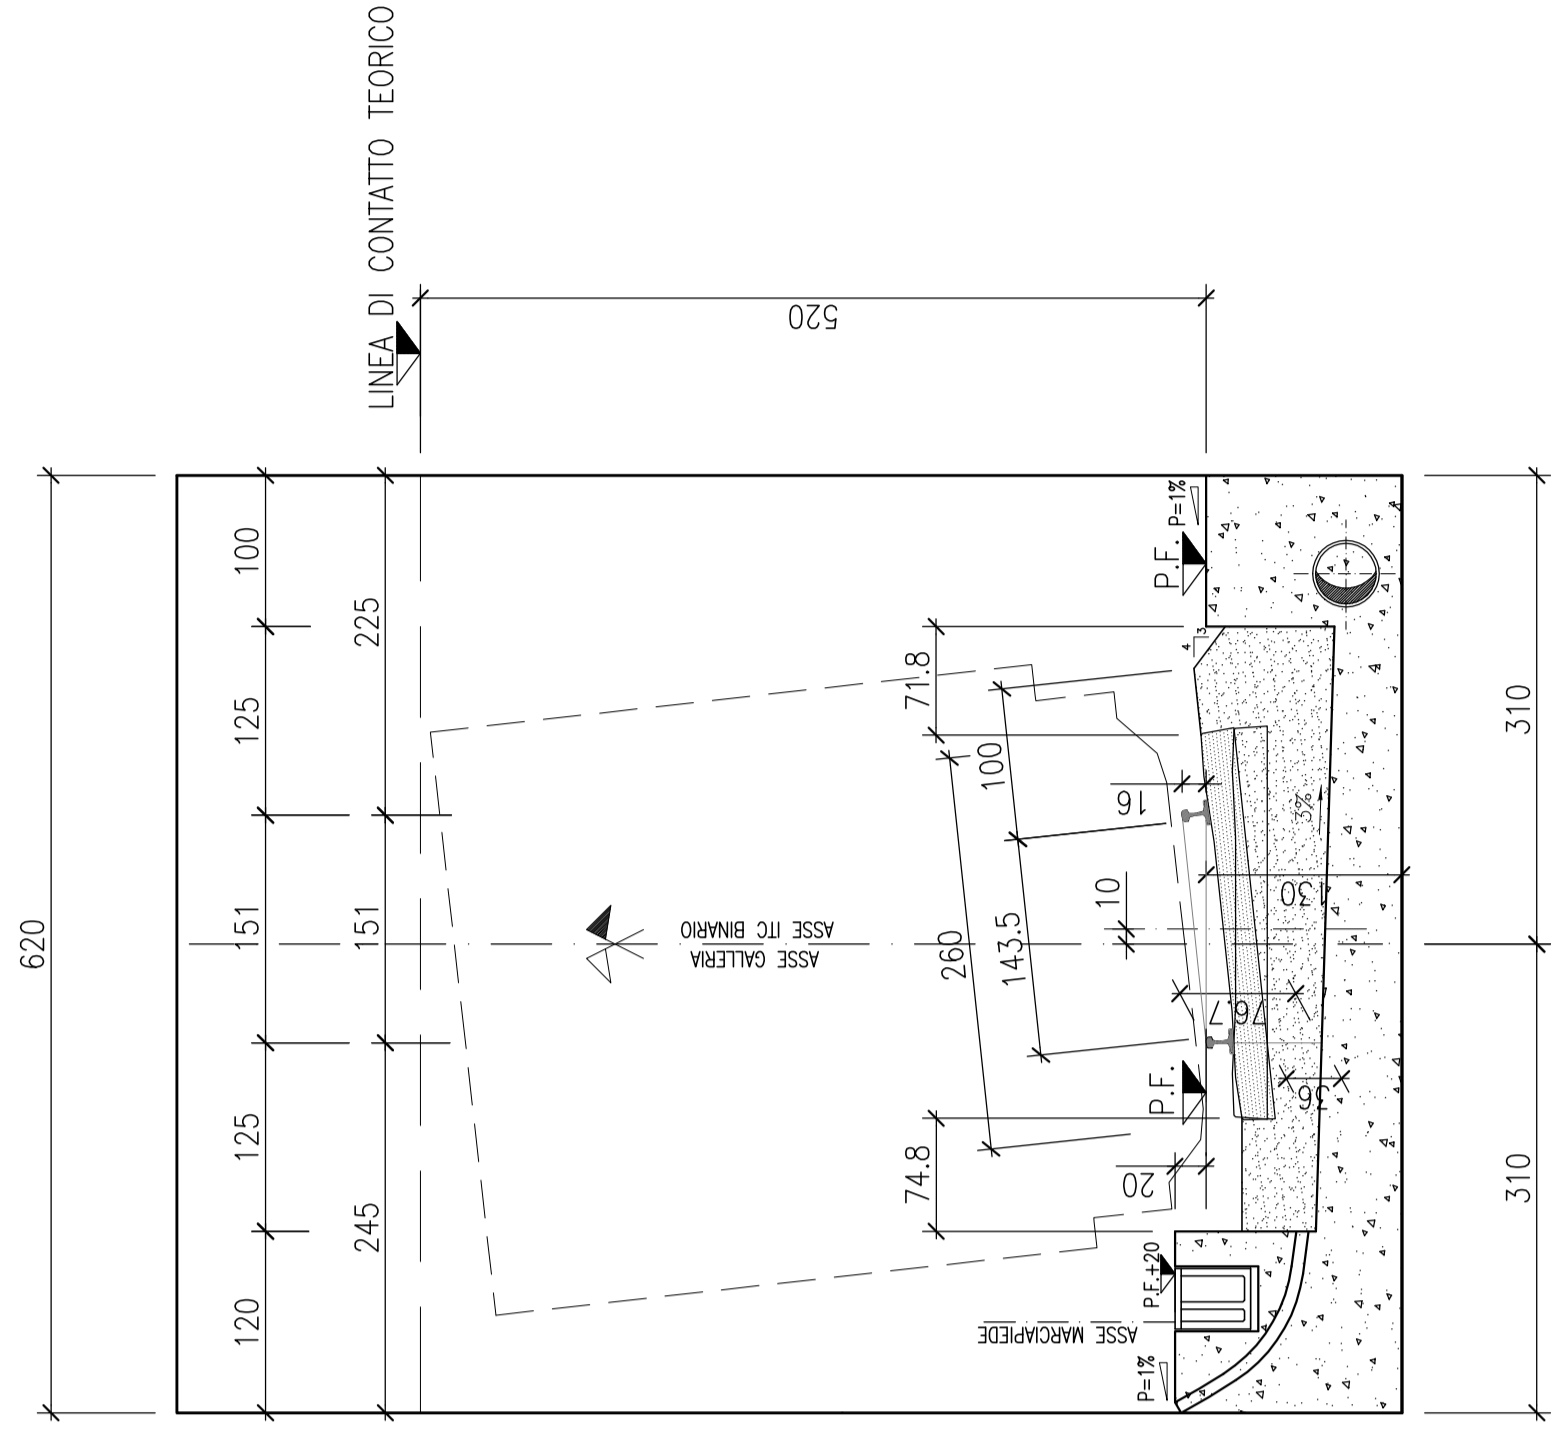 LINEA DI CONTATTO TEORICO
620
100
125
151
125
120
225
151
245
520
P=1%
P.F.
4
3
71.8
100
16
260
143.5
10
ASSE ITC BINARIO
ASSE GALLERIA
3%
130
76.7
36
P.F.
74.8
20
P.F.+20
ASSE MARCIAPIEDE
P=1%
310
310